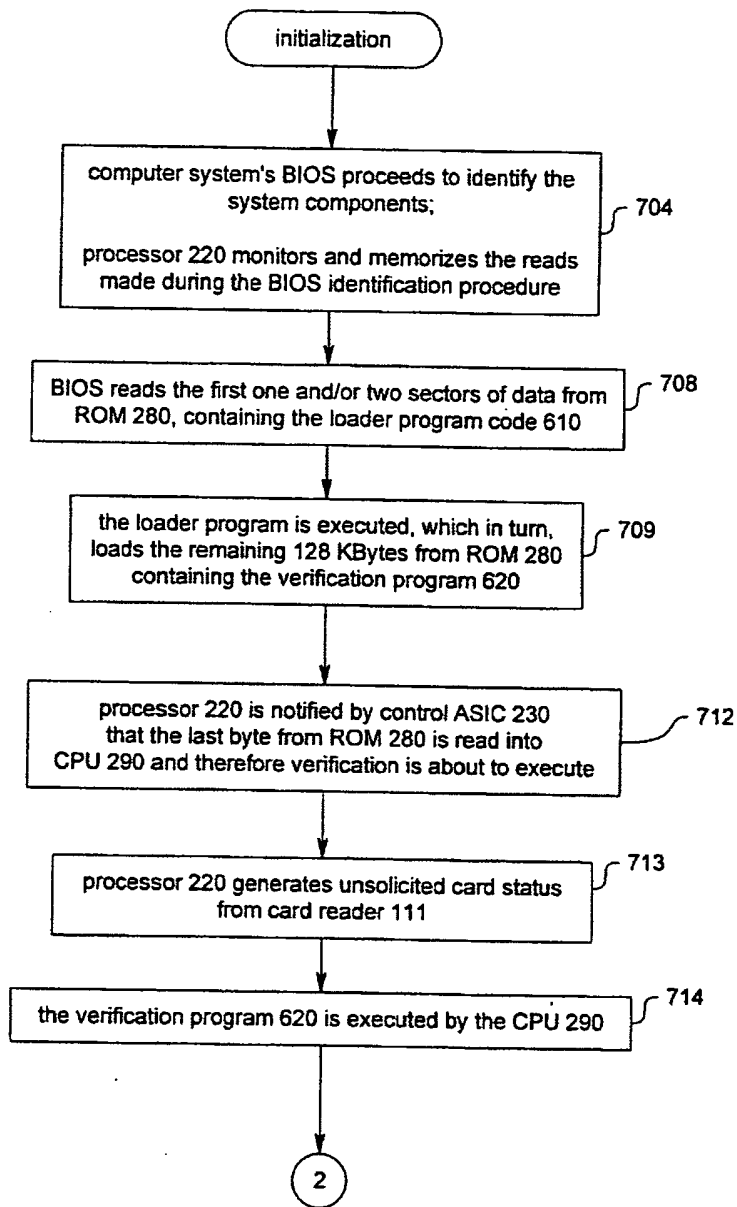 initialization
computer system's BIOS proceeds to identify the
system components;
704
processor 220 monitors and memorizes the reads
made during the BIOS identification procedure
708
BIOS reads the first one and/or two sectors of data from
ROM 280, containing the loader program code 610
709
the loader program is executed, which in turn,
loads the remaining 128 KBytes from ROM 280
containing the verification program 620
712
processor 220 is notified by control ASIC 230
that the last byte from ROM 280 is read into
CPU 290 and therefore verification is about to execute
713
processor 220 generates unsolicited card status
from card reader 111
714
the verification program 620 is executed by the CPU 290
2